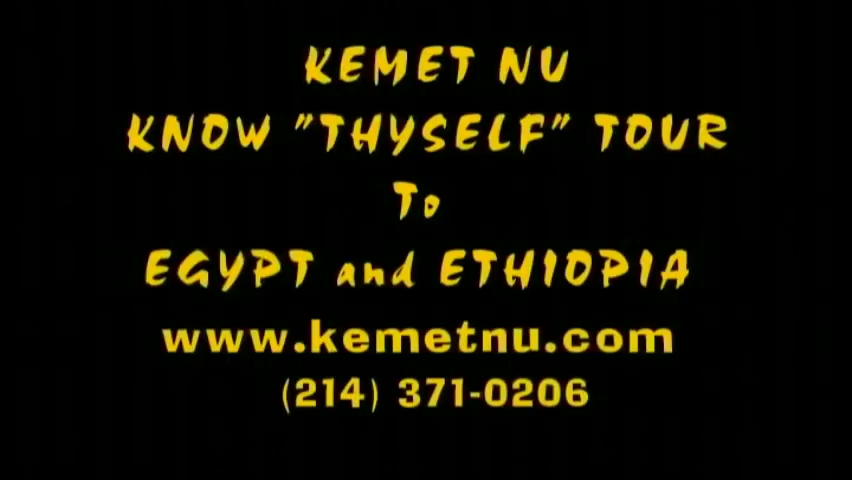 KEMET NU
KNOW "THYSELF" TOUR
To
EGYPT and ETHIOPIA
www.kemetnu.com
(214) 371-0206